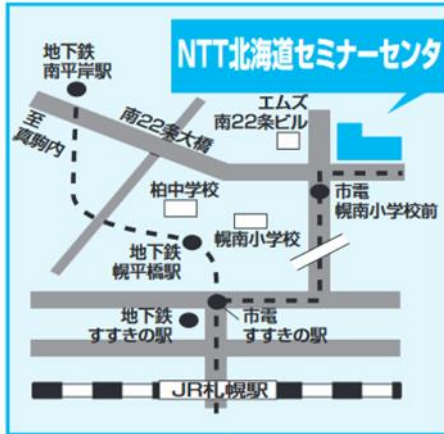 NTT北海道セミナーセンタ
地下鉄
南平岸駅
エムズ
南22条ビル
南22条大橋
至
真駒内
柏中学校
幌南小学校
市電
幌南小学校前
地下鉄
幌平橋駅
地下鉄
すすきの駅
市電
すすきの駅
JR札幌駅